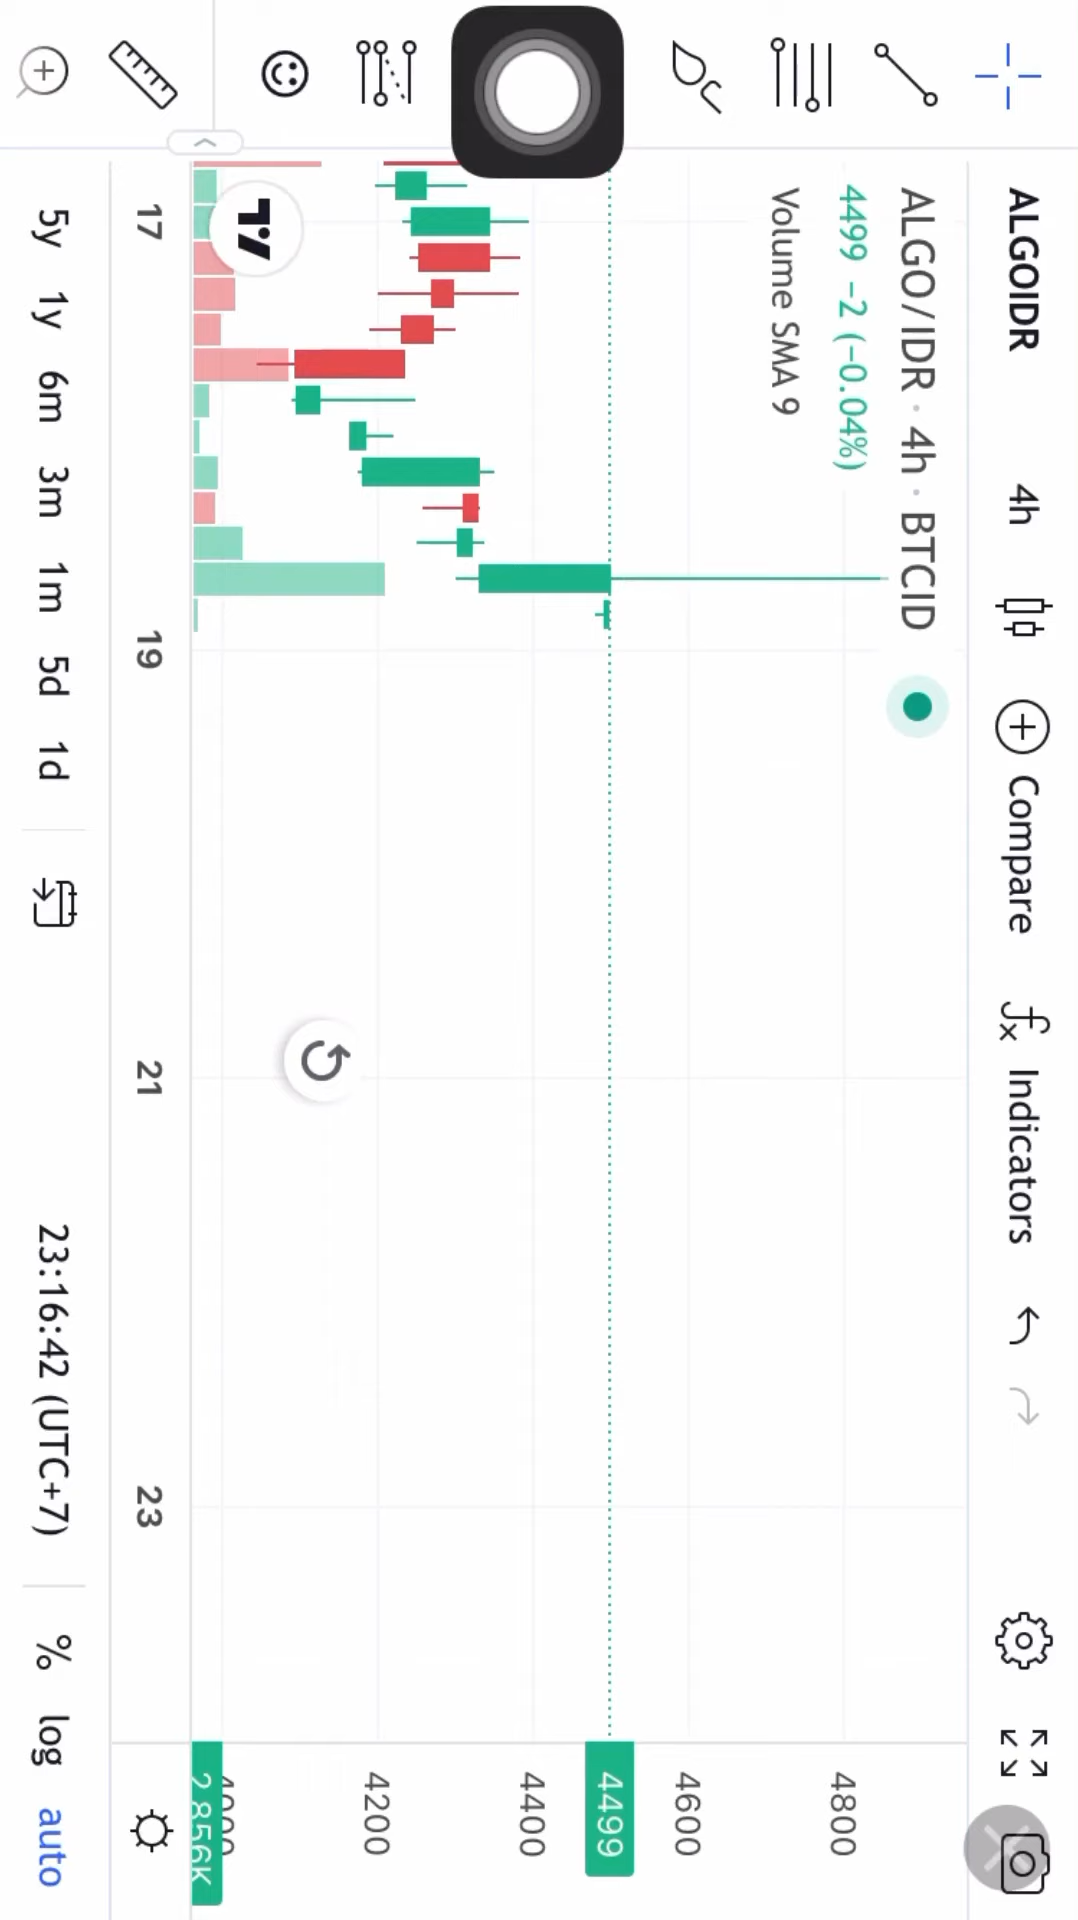 ALGOIDR 4h Compare Indicators
ALGO/IDR · 4h · BTCID
4499 −2 (−0.04%)
Volume SMA 9
4800
4600
4499
4400
4200
4000
2.856K
17 19 21 23
5y 1y 6m 3m 1m 5d 1d 23:16:42 (UTC+7) % log auto